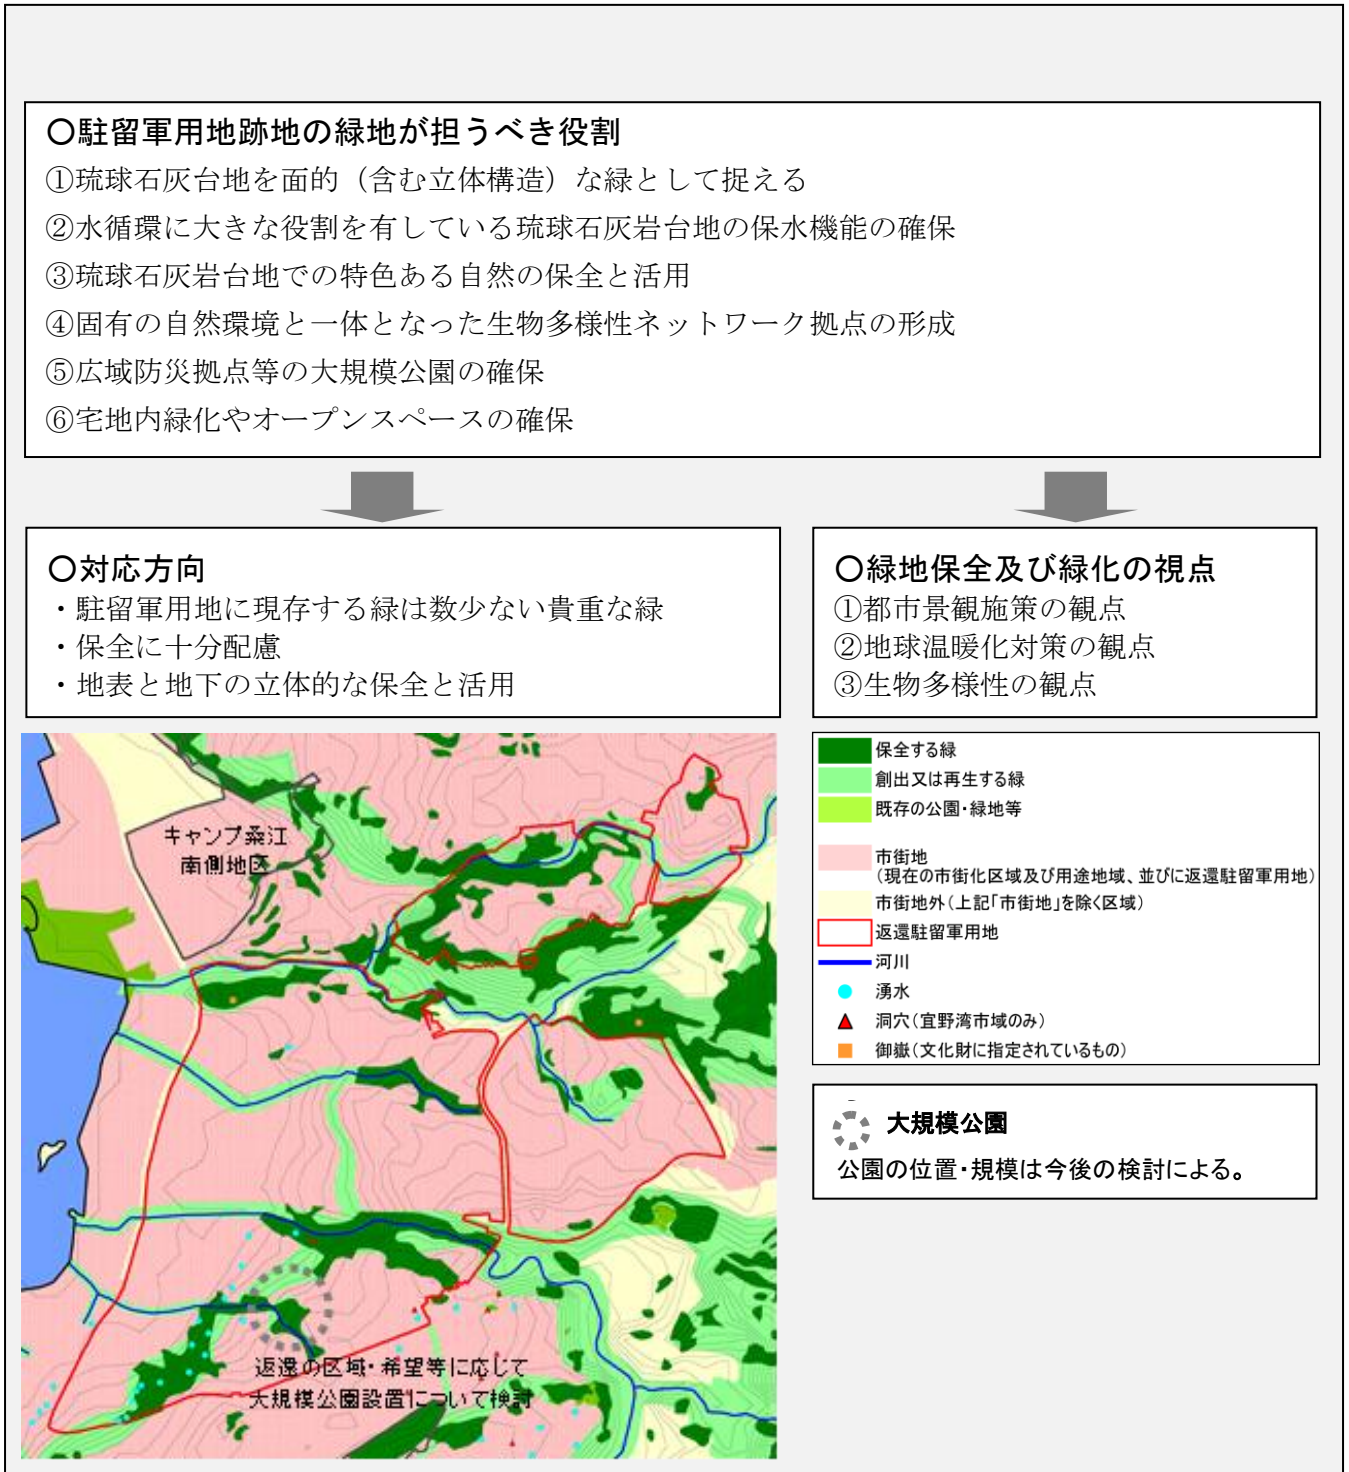 〇駐留軍用地跡地の緑地が担うべき役割
①琉球石灰台地を面的（含む立体構造）な緑として捉える
②水循環に大きな役割を有している琉球石灰岩台地の保水機能の確保
③琉球石灰岩台地での特色ある自然の保全と活用
④固有の自然環境と一体となった生物多様性ネットワーク拠点の形成
⑤広域防災拠点等の大規模公園の確保
⑥宅地内緑化やオープンスペースの確保
〇対応方向
・駐留軍用地に現存する緑は数少ない貴重な緑
・保全に十分配慮
・地表と地下の立体的な保全と活用
〇緑地保全及び緑化の視点
①都市景観施策の観点
②地球温暖化対策の観点
③生物多様性の観点
キャンプ桑江
南側地区
返還の区域・希望等に応じて
大規模公園設置について検討
保全する緑
創出又は再生する緑
既存の公園・緑地等
市街地
（現在の市街化区域及び用途地域、並びに返還駐留軍用地）
市街地外（上記「市街地」を除く区域）
返還駐留軍用地
河川
湧水
洞穴（宜野湾市域のみ）
御嶽（文化財に指定されているもの）
大規模公園
公園の位置・規模は今後の検討による。